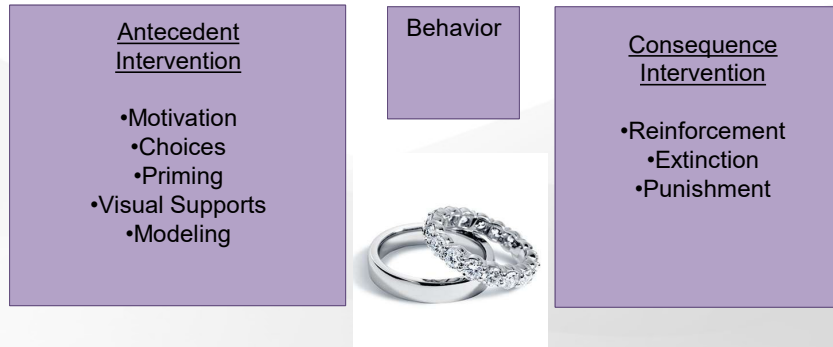 Antecedent
Intervention
•Motivation
•Choices
•Priming
•Visual Supports
•Modeling
Behavior
Consequence
Intervention
•Reinforcement
•Extinction
•Punishment